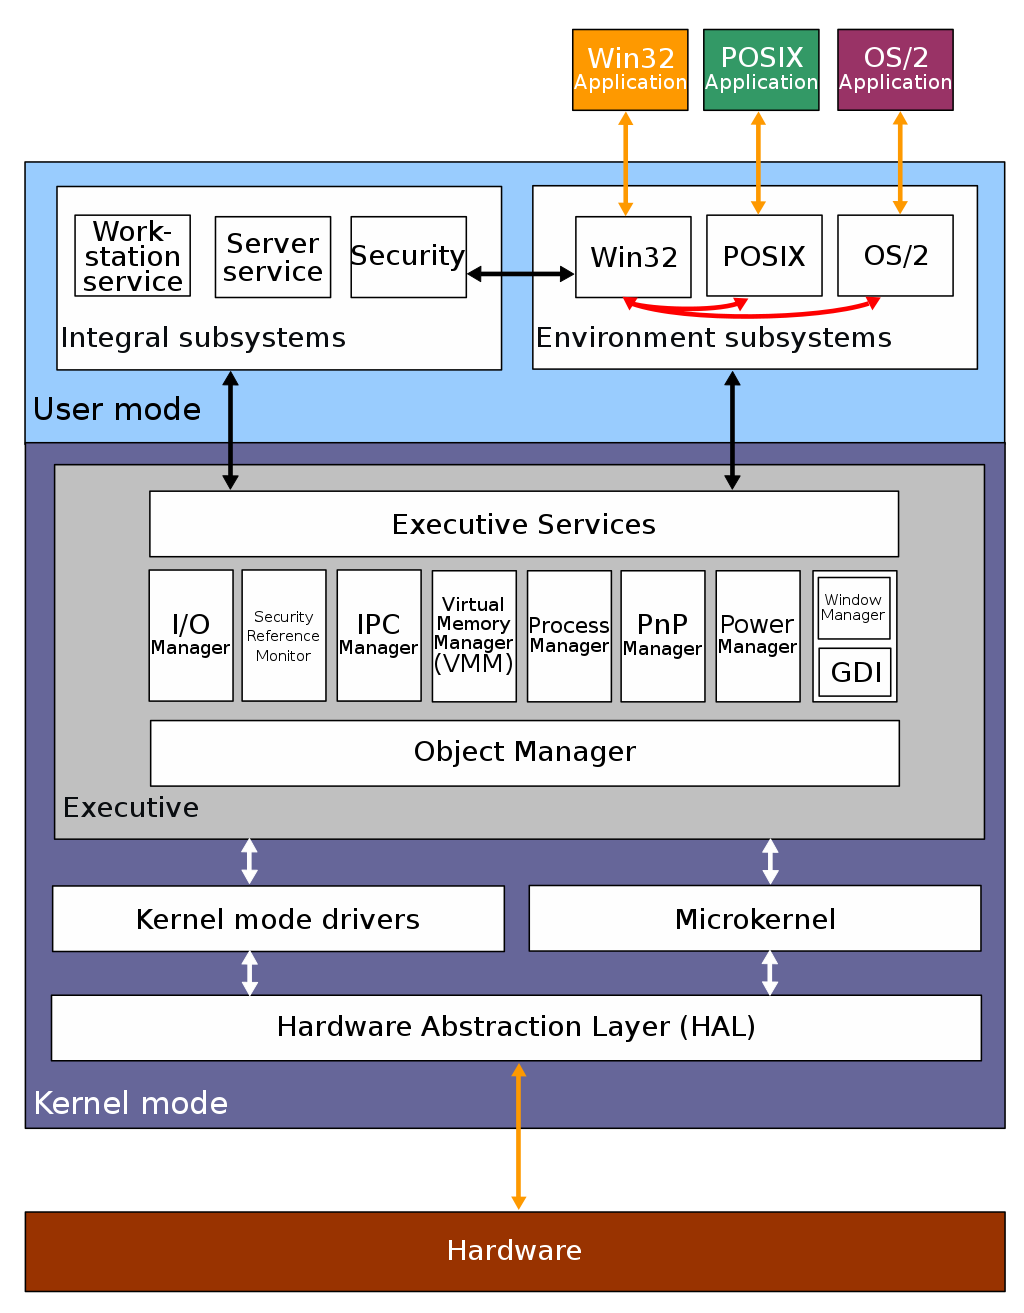 Win32
Application
POSIX
Application
OS/2
Application
Work-
station
service
Server
service
Security
Integral subsystems
Win32
POSIX
OS/2
Environment subsystems
User mode
Executive Services
I/O
Manager
Security
Reference
Monitor
IPC
Manager
Virtual
Memory
Manager
(VMM)
Process
Manager
PnP
Manager
Power
Manager
Window
Manager
GDI
Object Manager
Executive
Kernel mode drivers
Microkernel
Hardware Abstraction Layer (HAL)
Kernel mode
Hardware